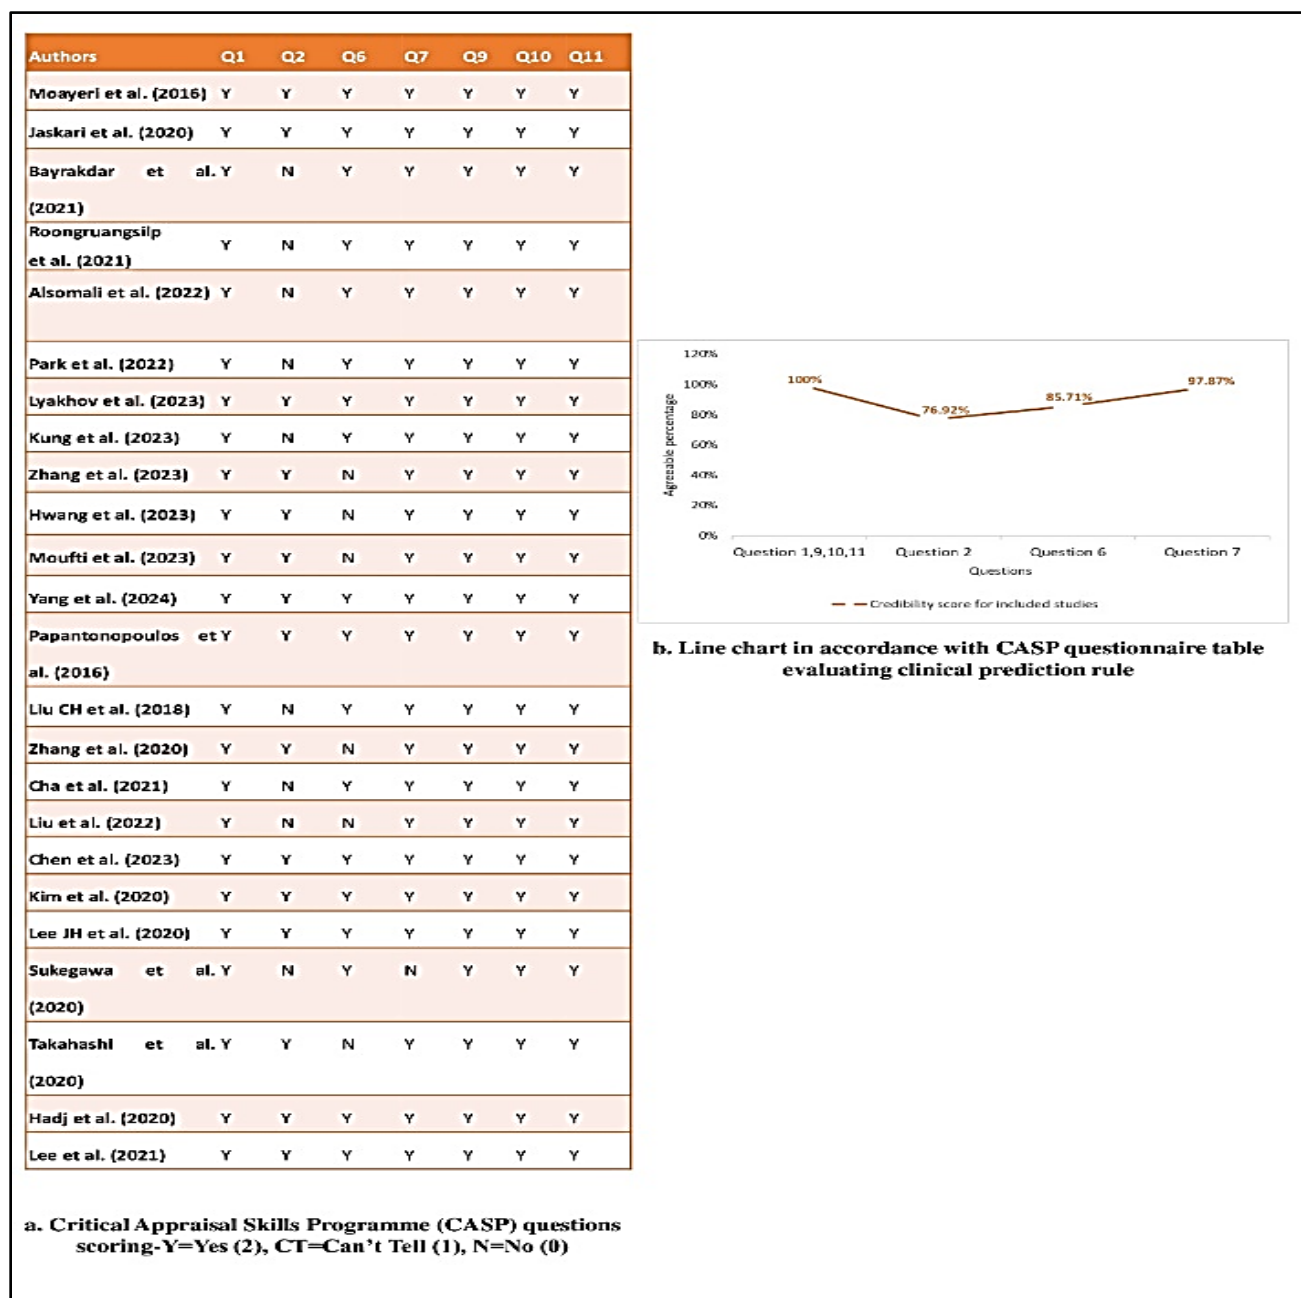 Authors Q1 Q2 Q6 Q7 Q9 Q10 Q11
Moayeri et al. (2016) Y Y Y Y Y Y Y
Jaskari et al. (2020) Y Y Y Y Y Y Y
Bayrakdar et al. Y N Y Y Y Y Y
(2021)
Roongruangsilp
Y N Y Y Y Y Y
et al. (2021)
Alsomali et al. (2022) Y N Y Y Y Y Y
Park et al. (2022) Y N Y Y Y Y Y
Lyakhov et al. (2023) Y Y Y Y Y Y Y
Kung et al. (2023) Y N Y Y Y Y Y
Zhang et al. (2023) Y Y N Y Y Y Y
Hwang et al. (2023) Y Y N Y Y Y Y
Moufti et al. (2023) Y Y N Y Y Y Y
Yang et al. (2024) Y Y Y Y Y Y Y
Papantonopoulos et Y Y Y Y Y Y Y
al. (2016)
Liu CH et al. (2018) Y N Y Y Y Y Y
Zhang et al. (2020) Y Y N Y Y Y Y
Cha et al. (2021) Y N Y Y Y Y Y
Liu et al. (2022) Y N N Y Y Y Y
Chen et al. (2023) Y Y Y Y Y Y Y
Kim et al. (2020) Y Y Y Y Y Y Y
Lee JH et al. (2020) Y Y Y Y Y Y Y
Sukegawa et al. Y N Y N Y Y Y
(2020)
Takahashi et al. Y Y N Y Y Y Y
(2020)
Hadj et al. (2020) Y Y Y Y Y Y Y
Lee et al. (2021) Y Y Y Y Y Y Y
a. Critical Appraisal Skills Programme (CASP) questions
scoring-Y=Yes (2), CT=Can't Tell (1), N=No (0)
120%
100%
80%
60%
40%
20%
0%
Agreeable percentage
100%
76.92%
85.71%
97.87%
Question 1,9,10,11 Question 2 Question 6 Question 7
Questions
Credibility score for included studies
b. Line chart in accordance with CASP questionnaire table
evaluating clinical prediction rule